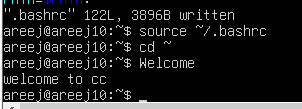 ".bashrc" 122L, 3896B written
areej@areej10:~$ source ~/.bashrc
areej@areej10:~$ cd ~
areej@areej10:~$ Welcome
welcome to cc
areej@areej10:~$